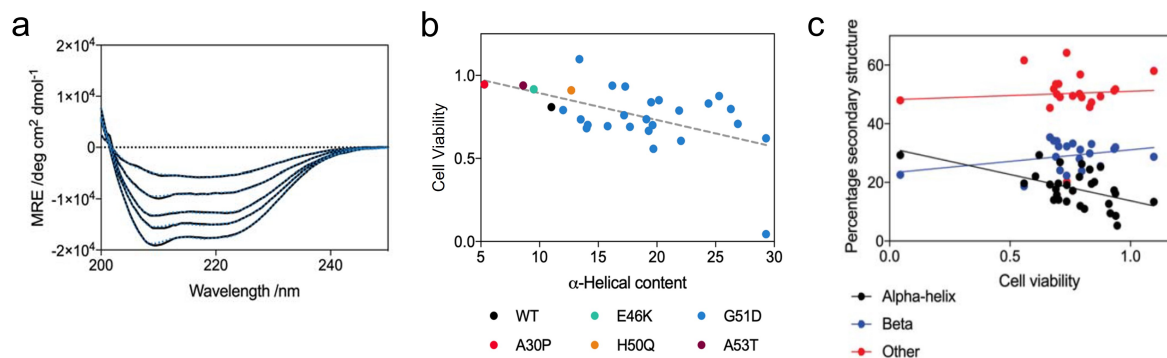 a
2×10⁴
1×10⁴
0
-1×10⁴
-2×10⁴
MRE /deg cm² dmol⁻¹
200
220
240
Wavelength /nm
b
1.0
0.5
0.0
Cell Viability
5
10
15
20
25
30
α-Helical content
WT
E46K
G51D
A30P
H50Q
A53T
c
60
40
20
0
Percentage secondary structure
0.0
0.5
1.0
Cell viability
Alpha-helix
Beta
Other